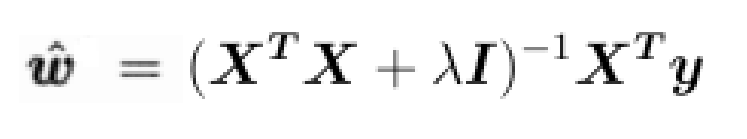 ŵ = (XᵀX + λI)⁻¹Xᵀy